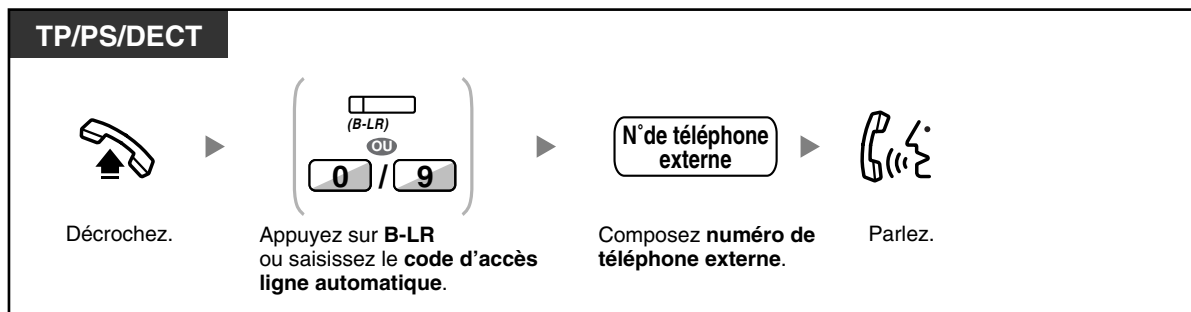 TP/PS/DECT
(B-LR)
OU
0 / 9
N°de téléphone
externe
Décrochez.
Appuyez sur B-LR
ou saisissez le code d'accès
ligne automatique.
Composez numéro de
téléphone externe.
Parlez.